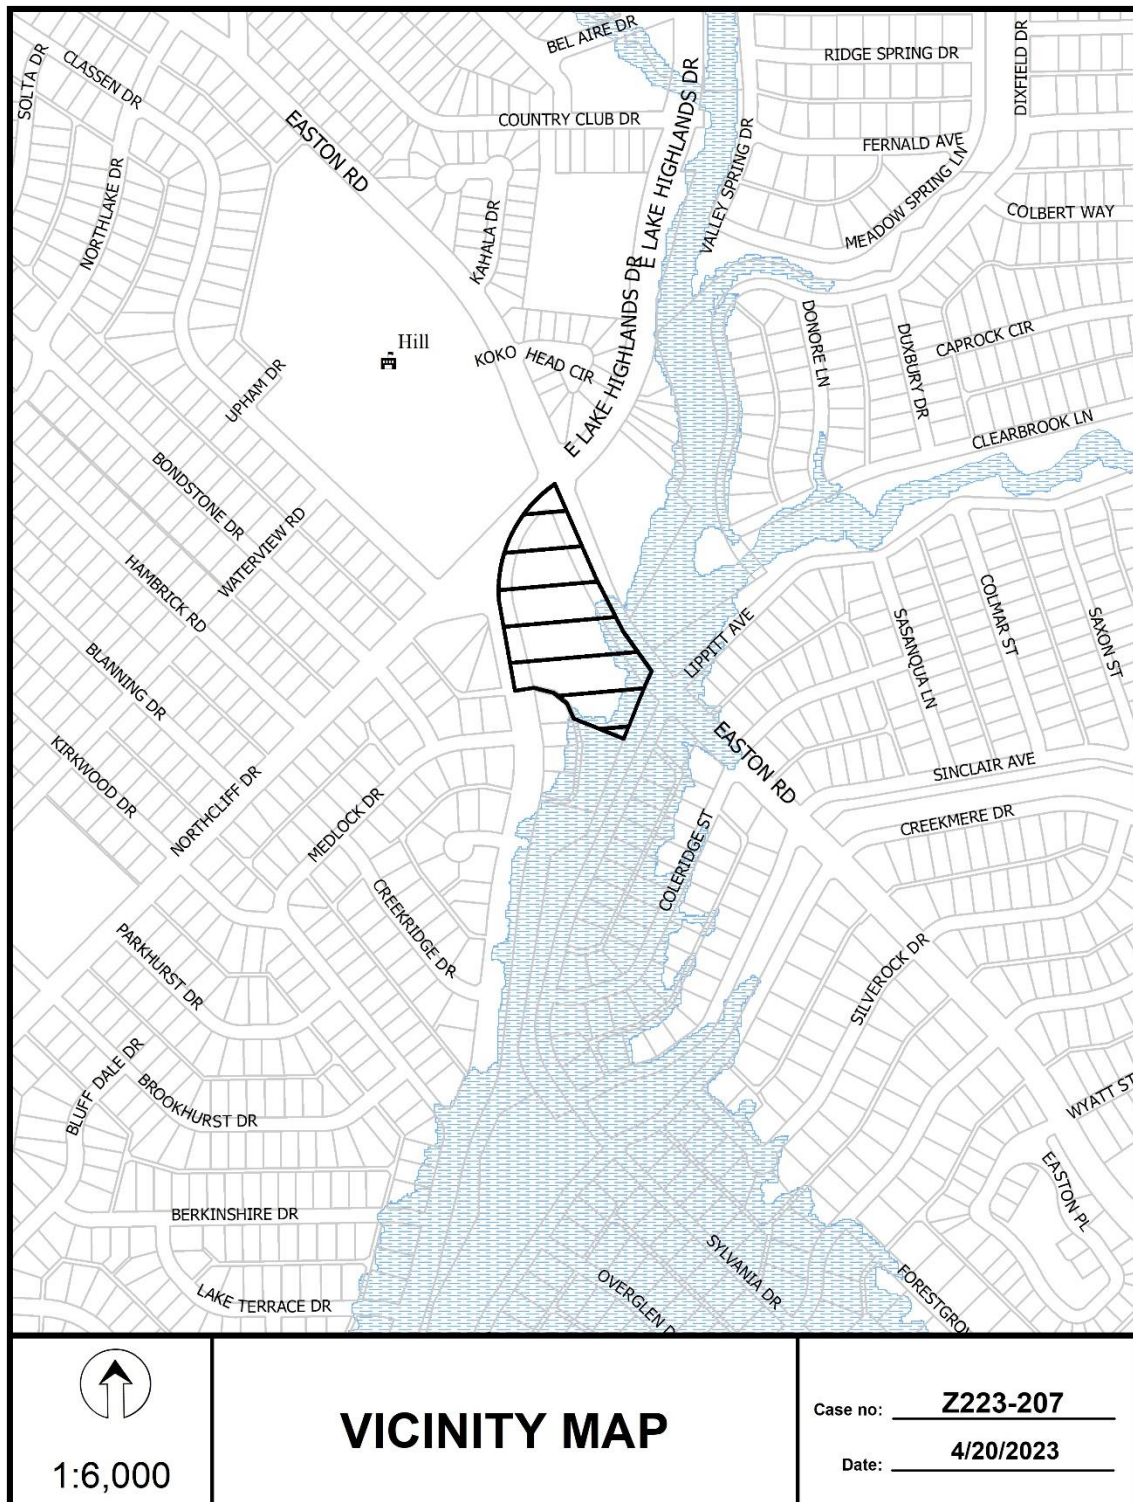 BEL AIRE DR
RIDGE SPRING DR
DIXFIELD DR
SOLTA DR
CLASSEN DR
EASTON RD
COUNTRY CLUB DR
E LAKE HIGHLANDS DR
VALLEY SPRING DR
FERNALD AVE
MEADOW SPRING LN
COLBERT WAY
NORTHLAKE DR
KAHALA DR
E LAKE HIGHLANDS DR
Hill
KOKO HEAD CIR
DONORE LN
DUXBURY DR
CAPROCK CIR
UPHAM DR
CLEARBROOK LN
BONDSTONE DR
WATERVIEW RD
HAMBRICK RD
BLANNING DR
LIPPITT AVE
SASANQUA LN
COLMAR ST
SAXON ST
KIRKWOOD DR
NORTHCLIFF DR
MEDLOCK DR
EASTON RD
SINCLAIR AVE
CREEKMERE DR
COLERIDGE ST
CREEKRIDGE DR
PARKHURST DR
SILVEROCK DR
BLUFF DALE DR
BROOKHURST DR
WYATT ST
EASTON PL
BERKINSHIRE DR
LAKE TERRACE DR
SYLVANIA DR
OVERGLEN D
FORESTGRO
1:6,000
VICINITY MAP
Case no: Z223-207
Date: 4/20/2023